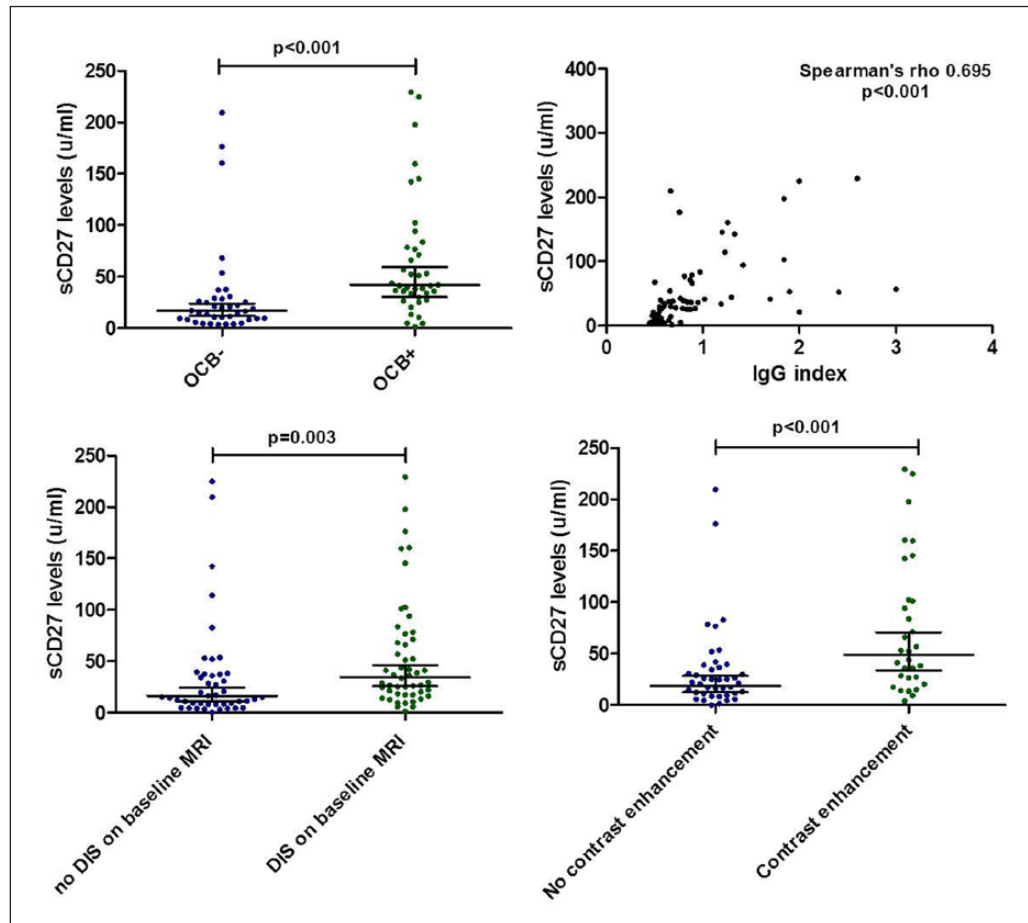 p<0.001
250
200
150
100
50
0
sCD27 levels (u/ml)
OCB-
OCB+
Spearman's rho 0.695
p<0.001
400
300
200
100
0
sCD27 levels (u/ml)
0
1
2
3
4
IgG index
p=0.003
250
200
150
100
50
0
sCD27 levels (u/ml)
no DIS on baseline MRI
DIS on baseline MRI
p<0.001
250
200
150
100
50
0
sCD27 levels (u/ml)
No contrast enhancement
Contrast enhancement